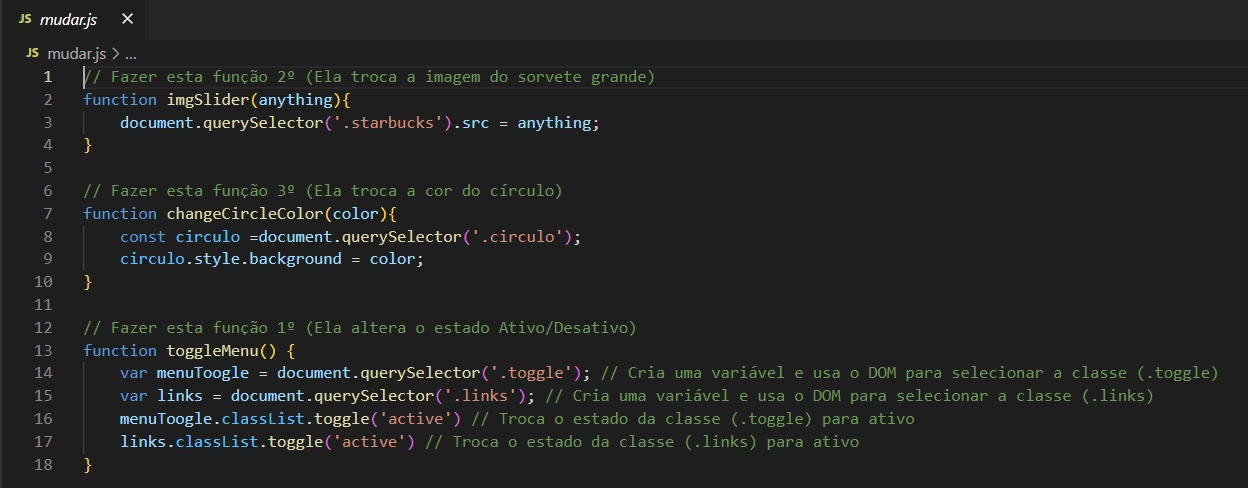 JS mudar.js ×
JS mudar.js > ...
1 // Fazer esta função 2º (Ela troca a imagem do sorvete grande)
2 function imgSlider(anything){
3     document.querySelector('.starbucks').src = anything;
4 }
5
6 // Fazer esta função 3º (Ela troca a cor do círculo)
7 function changeCircleColor(color){
8     const circulo =document.querySelector('.circulo');
9     circulo.style.background = color;
10 }
11
12 // Fazer esta função 1º (Ela altera o estado Ativo/Desativo)
13 function toggleMenu() {
14     var menuToogle = document.querySelector('.toggle'); // Cria uma variável e usa o DOM para selecionar a classe (.toggle)
15     var links = document.querySelector('.links'); // Cria uma variável e usa o DOM para selecionar a classe (.links)
16     menuToogle.classList.toggle('active') // Troca o estado da classe (.toggle) para ativo
17     links.classList.toggle('active') // Troca o estado da classe (.links) para ativo
18 }